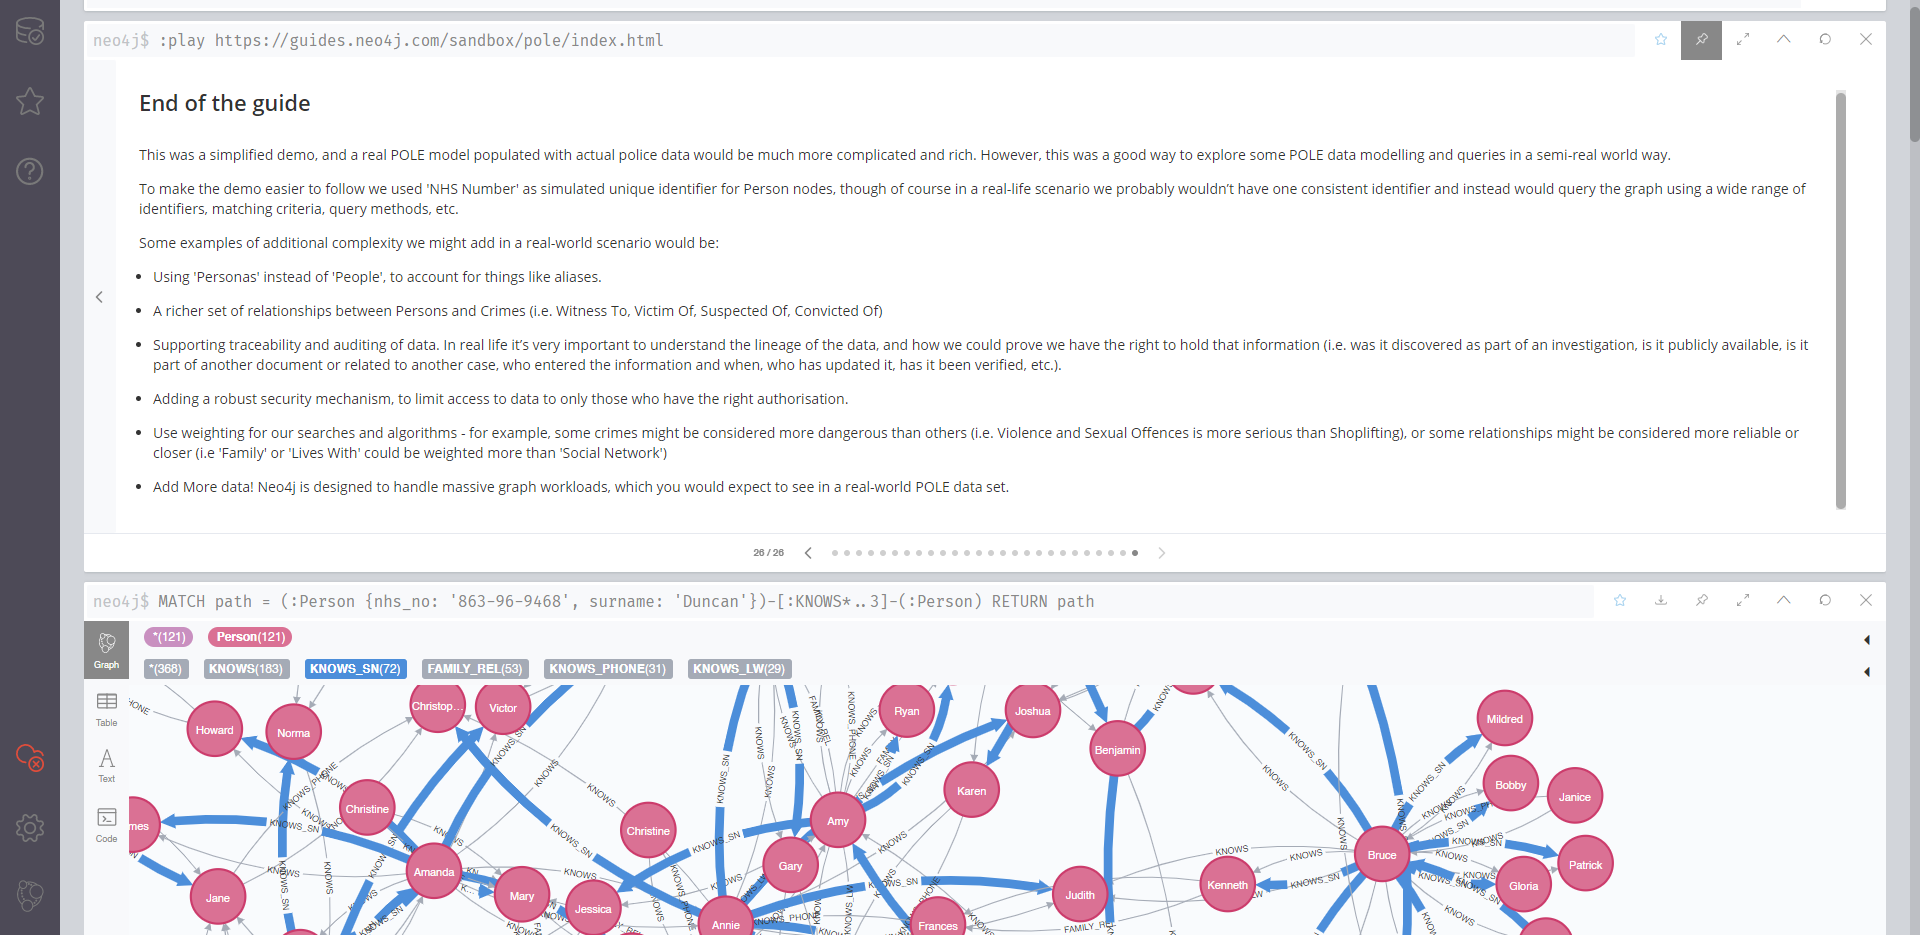 neo4j$ :play https://guides.neo4j.com/sandbox/pole/index.html
End of the guide
This was a simplified demo, and a real POLE model populated with actual police data would be much more complicated and rich. However, this was a good way to explore some POLE data modelling and queries in a semi-real world way.
To make the demo easier to follow we used 'NHS Number' as simulated unique identifier for Person nodes, though of course in a real-life scenario we probably wouldn't have one consistent identifier and instead would query the graph using a wide range of
identifiers, matching criteria, query methods, etc.
Some examples of additional complexity we might add in a real-world scenario would be:
• Using 'Personas' instead of 'People', to account for things like aliases.
• A richer set of relationships between Persons and Crimes (i.e. Witness To, Victim Of, Suspected Of, Convicted Of)
• Supporting traceability and auditing of data. In real life it's very important to understand the lineage of the data, and how we could prove we have the right to hold that information (i.e. was it discovered as part of an investigation, is it publicly available, is it
part of another document or related to another case, who entered the information and when, who has updated it, has it been verified, etc.).
• Adding a robust security mechanism, to limit access to data to only those who have the right authorisation.
• Use weighting for our searches and algorithms - for example, some crimes might be considered more dangerous than others (i.e. Violence and Sexual Offences is more serious than Shoplifting), or some relationships might be considered more reliable or
closer (i.e 'Family' or 'Lives With' could be weighted more than 'Social Network')
• Add More data! Neo4j is designed to handle massive graph workloads, which you would expect to see in a real-world POLE data set.
26 / 26
neo4j$ MATCH path = (:Person {nhs_no: '863-96-9468', surname: 'Duncan'})-[:KNOWS*..3]-(:Person) RETURN path
Graph
*(121) Person(121)
*(368) KNOWS(183) KNOWS_SN(72) FAMILY_REL(53) KNOWS_PHONE(31) KNOWS_LW(29)
Table
Text
Code
Howard
Norma
Christop...
Victor
Ryan
Joshua
Benjamin
Mildred
Christine
Christine
Amy
Karen
Bobby
Janice
Amanda
Gary
Bruce
Patrick
Jane
Mary
Jessica
Annie
Frances
Judith
Kenneth
Gloria
KNOWS_SN
KNOWS_PHONE
KNOWS
KNOWS_SN
KNOWS
KNOWS_SN
KNOWS
KNOWS_SN
KNOWS
KNOWS_SN
KNOWS
KNOWS_SN